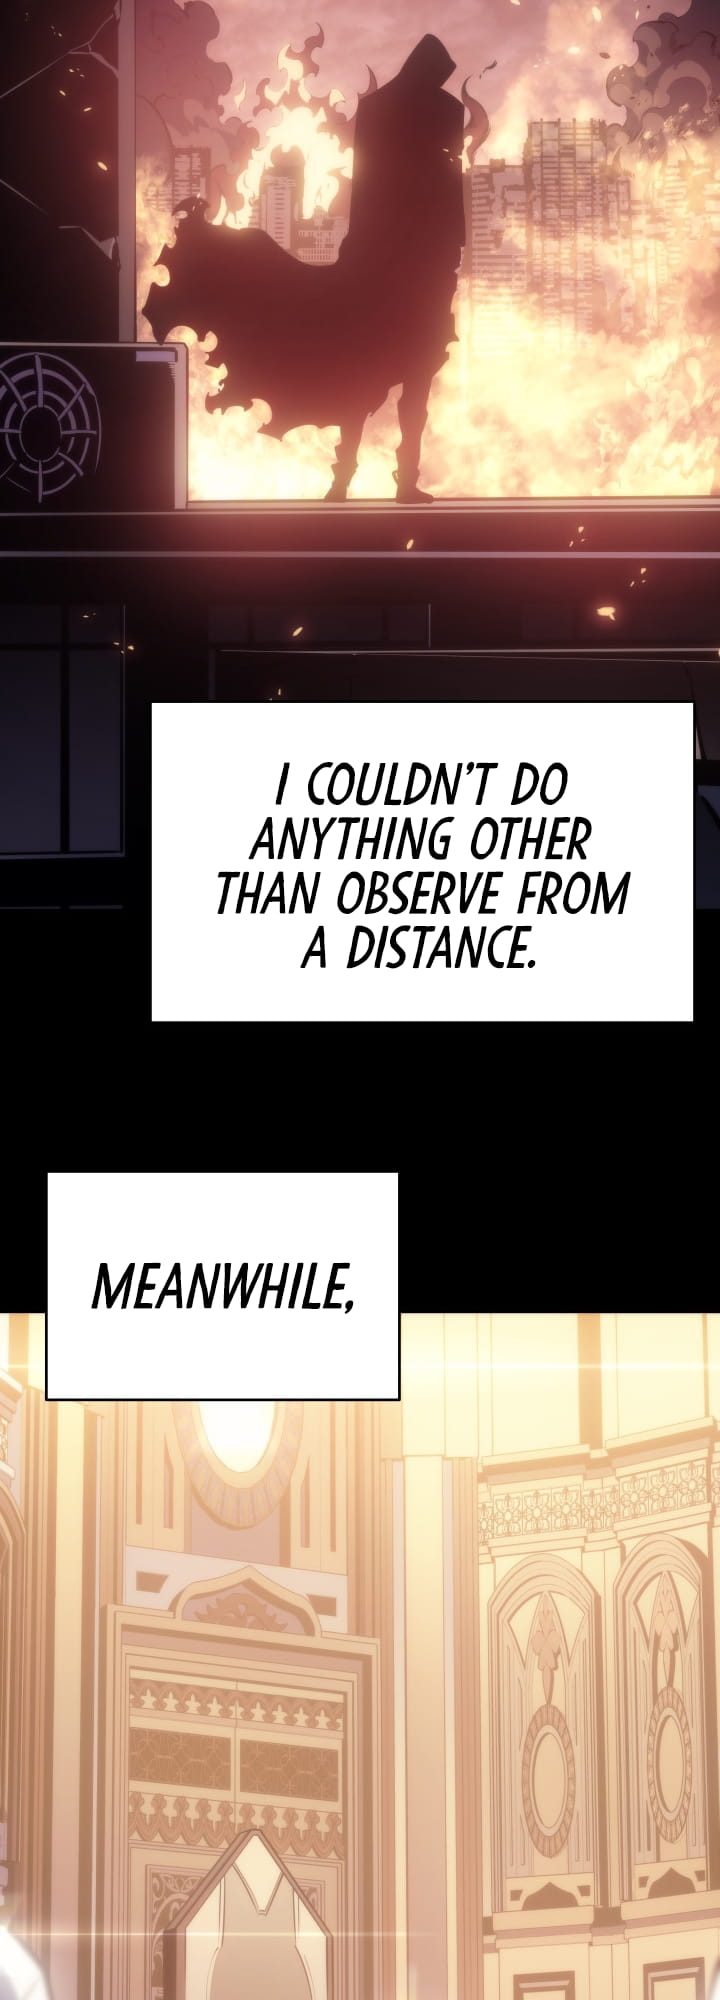 I COULDN'T DO
ANYTHING OTHER
THAN OBSERVE FROM
A DISTANCE.
MEANWHILE,